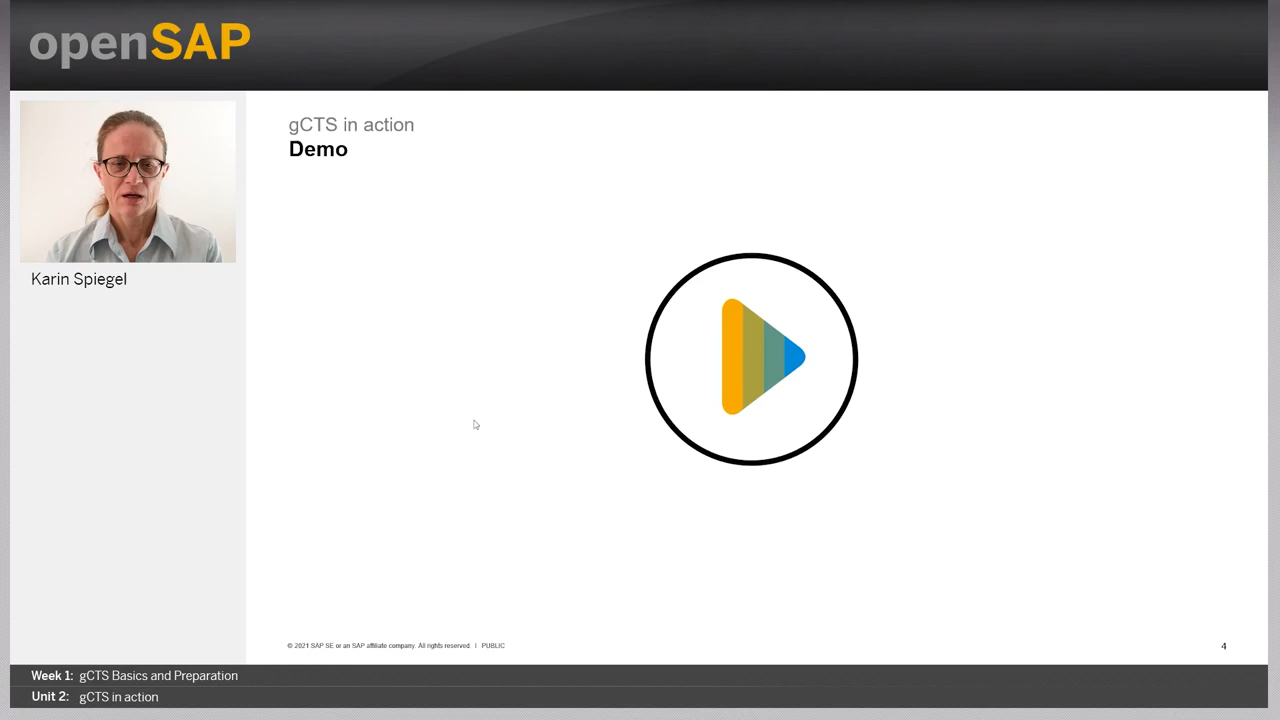 openSAP
gCTS in action
Demo
Karin Spiegel
© 2021 SAP SE or an SAP affiliate company. All rights reserved. I PUBLIC
4
Week 1: gCTS Basics and Preparation
Unit 2: gCTS in action